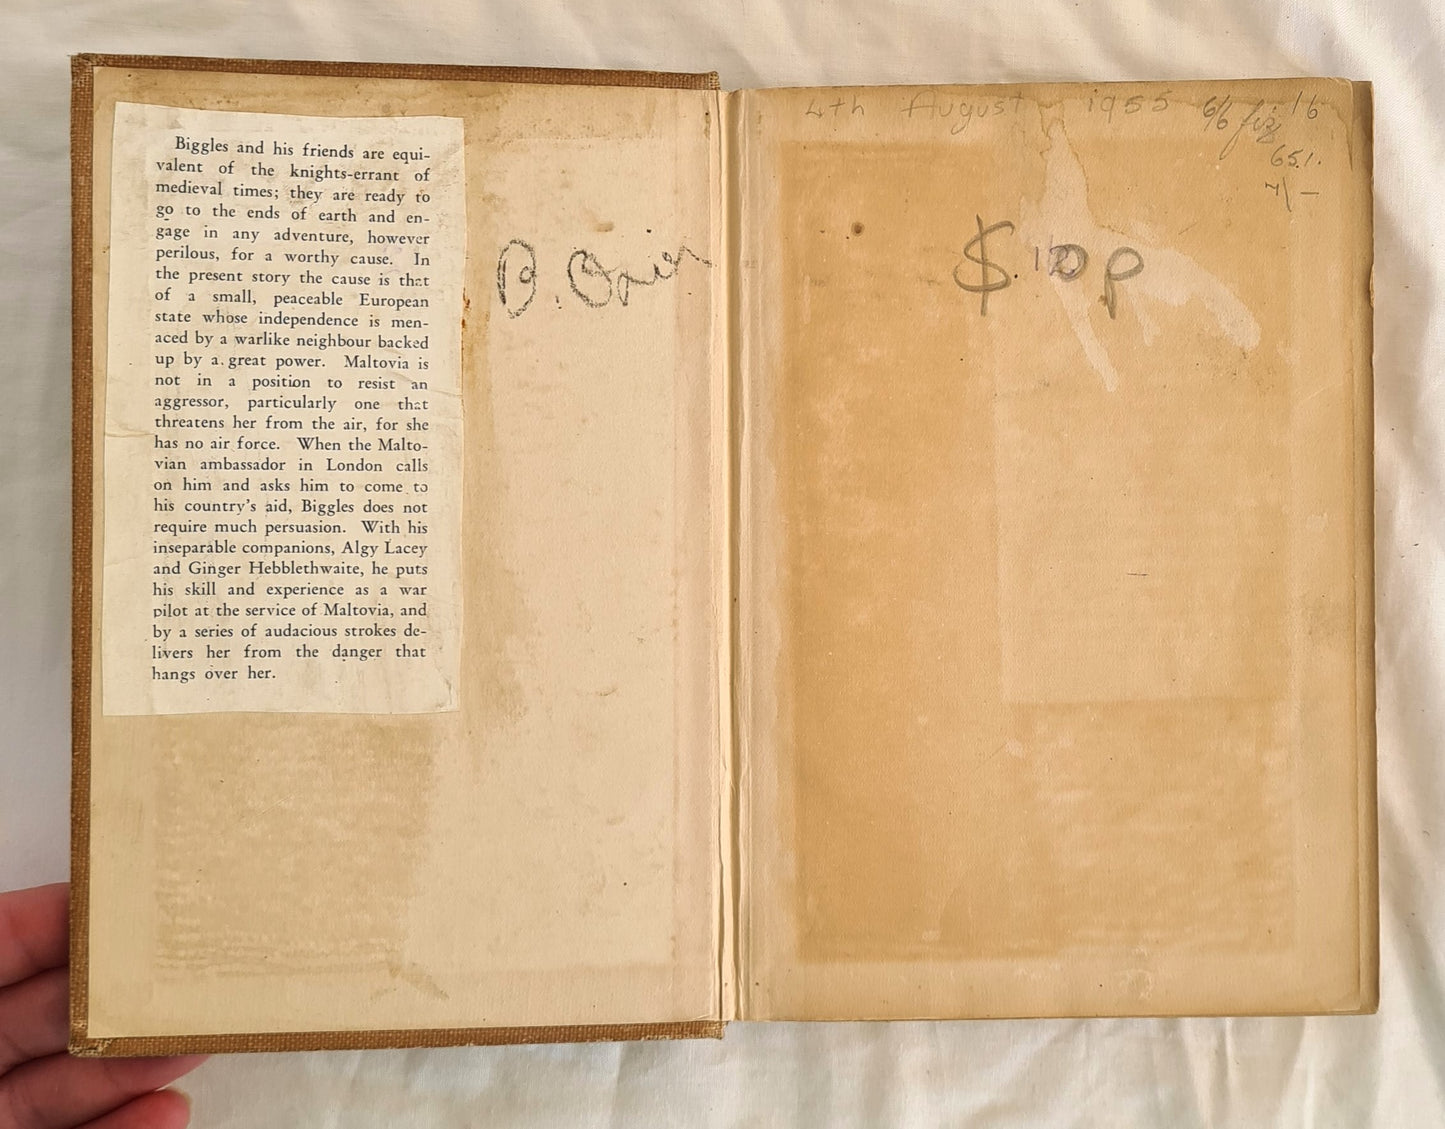 Biggles and his friends are equi-
valent of the knights-errant of
medieval times; they are ready to
go to the ends of earth and en-
gage in any adventure, however
perilous, for a worthy cause. In
the present story the cause is that
of a small, peaceable European
state whose independence is men-
aced by a warlike neighbour backed
up by a great power. Maltovia is
not in a position to resist an
aggressor, particularly one that
threatens her from the air, for she
has no air force. When the Malto-
vian ambassador in London calls
on him and asks him to come to
his country's aid, Biggles does not
require much persuasion. With his
inseparable companions, Algy Lacey
and Ginger Hebblethwaite, he puts
his skill and experience as a war
pilot at the service of Maltovia, and
by a series of audacious strokes de-
livers her from the danger that
hangs over her.
4th August 1955 6/6